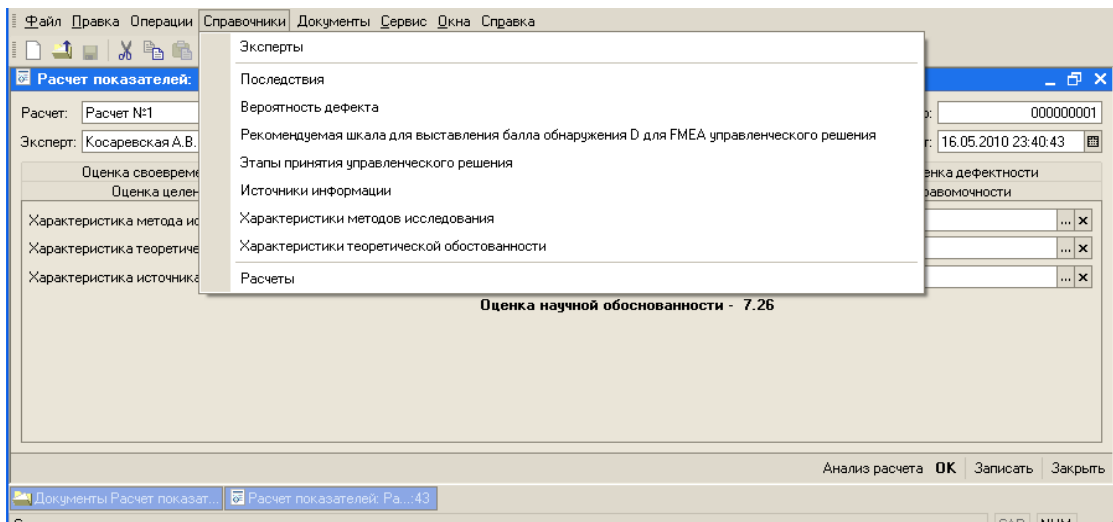 Файл Правка Операции Справочники Документы Сервис Окна Справка
Эксперты
Расчет показателей:
Последствия
Расчет: Расчет №1
Вероятность дефекта
000000001
Рекомендуемая шкала для выставления балла обнаружения D для FMEA управленческого решения
Эксперт: Косаревская А.В.
16.05.2010 23:40:43
Этапы принятия управленческого решения
Оценка своевреме
енка дефектности
Оценка целен
равомочности
Источники информации
Характеристика метода ис
Характеристики методов исследования
Характеристика теоретиче
Характеристики теоретической обостованности
Характеристика источника
Расчеты
Оценка научной обоснованности - 7.26
Анализ расчета OK Записать Закрыть
Документы Расчет показат... Расчет показателей: Ра...:43
CAP NUM